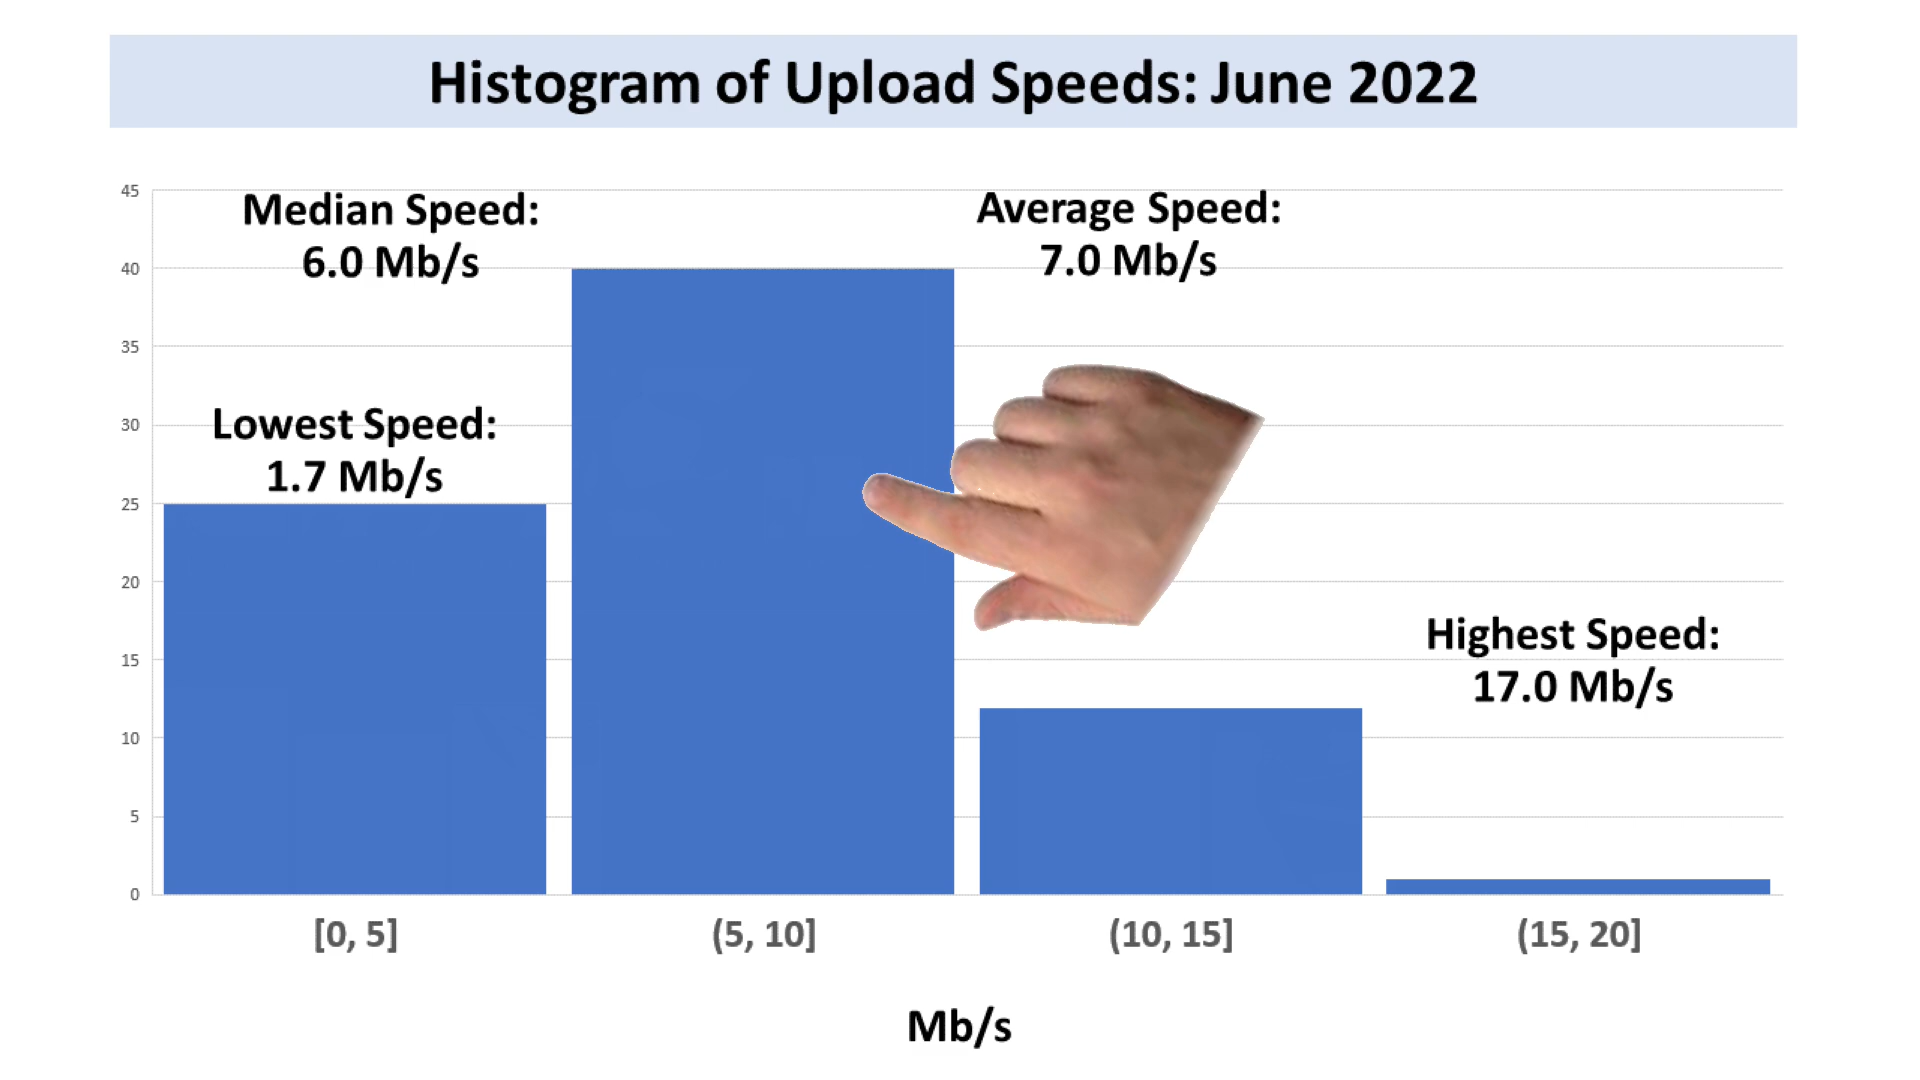 Histogram of Upload Speeds: June 2022
45
40
35
30
25
20
15
10
5
0
Median Speed:
6.0 Mb/s
Average Speed:
7.0 Mb/s
Lowest Speed:
1.7 Mb/s
Highest Speed:
17.0 Mb/s
[0, 5]
(5, 10]
(10, 15]
(15, 20]
Mb/s